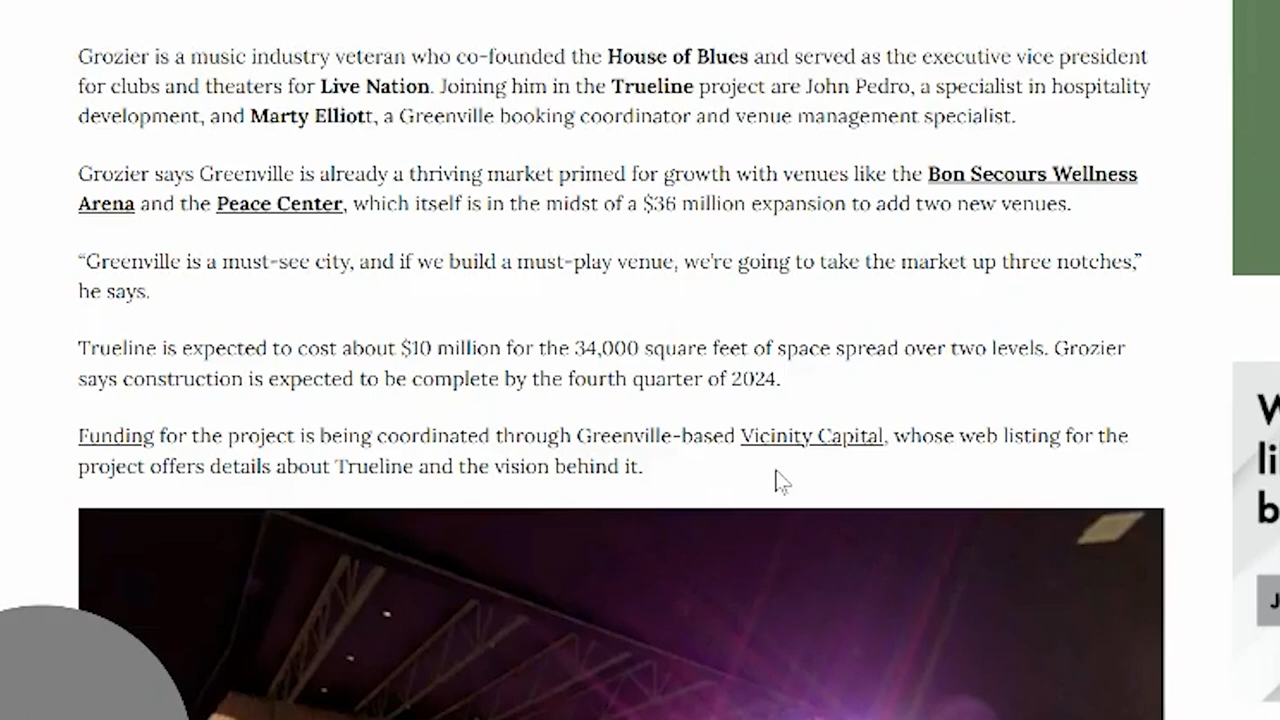 Grozier is a music industry veteran who co-founded the House of Blues and served as the executive vice president
for clubs and theaters for Live Nation. Joining him in the Trueline project are John Pedro, a specialist in hospitality
development, and Marty Elliott, a Greenville booking coordinator and venue management specialist.
Grozier says Greenville is already a thriving market primed for growth with venues like the Bon Secours Wellness
Arena and the Peace Center, which itself is in the midst of a $36 million expansion to add two new venues.
“Greenville is a must-see city, and if we build a must-play venue, we’re going to take the market up three notches,”
he says.
Trueline is expected to cost about $10 million for the 34,000 square feet of space spread over two levels. Grozier
says construction is expected to be complete by the fourth quarter of 2024.
Funding for the project is being coordinated through Greenville-based Vicinity Capital, whose web listing for the
project offers details about Trueline and the vision behind it.